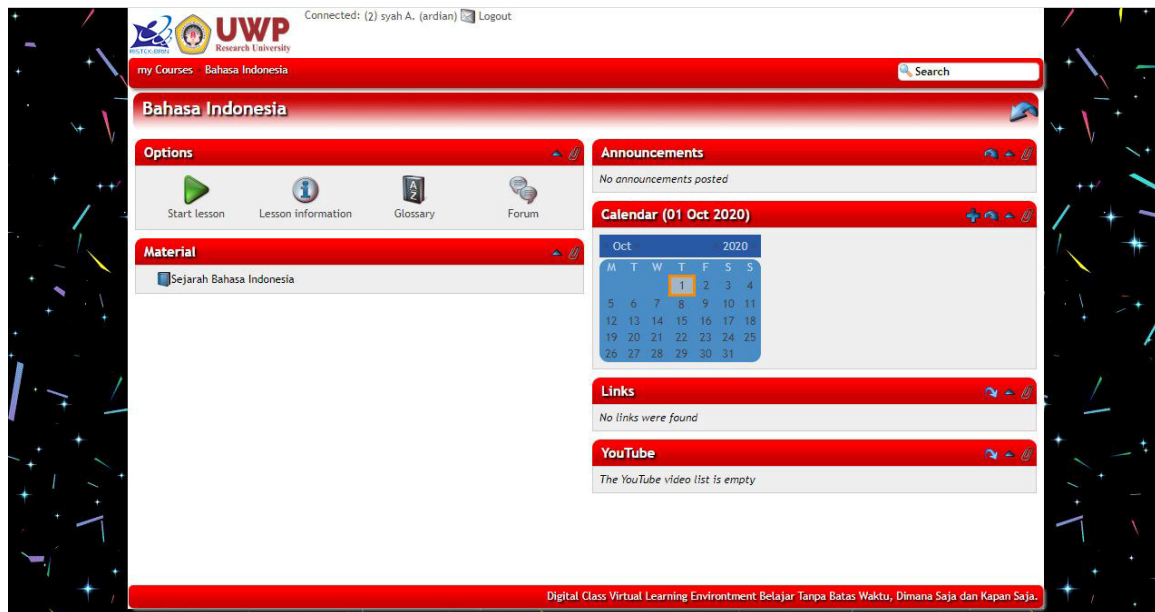 Connected: (2) syah A. (ardian) Logout
RISTEK-BRIN
UWP
Research University
my Courses Bahasa Indonesia
Search
Bahasa Indonesia
Options
Start lesson
Lesson information
A
Z
Glossary
Forum
Material
Sejarah Bahasa Indonesia
Announcements
No announcements posted
Calendar (01 Oct 2020)
Oct 2020
M T W T F S S
1 2 3 4
5 6 7 8 9 10 11
12 13 14 15 16 17 18
19 20 21 22 23 24 25
26 27 28 29 30 31
Links
No links were found
YouTube
The YouTube video list is empty
Digital Class Virtual Learning Environtment Belajar Tanpa Batas Waktu, Dimana Saja dan Kapan Saja.